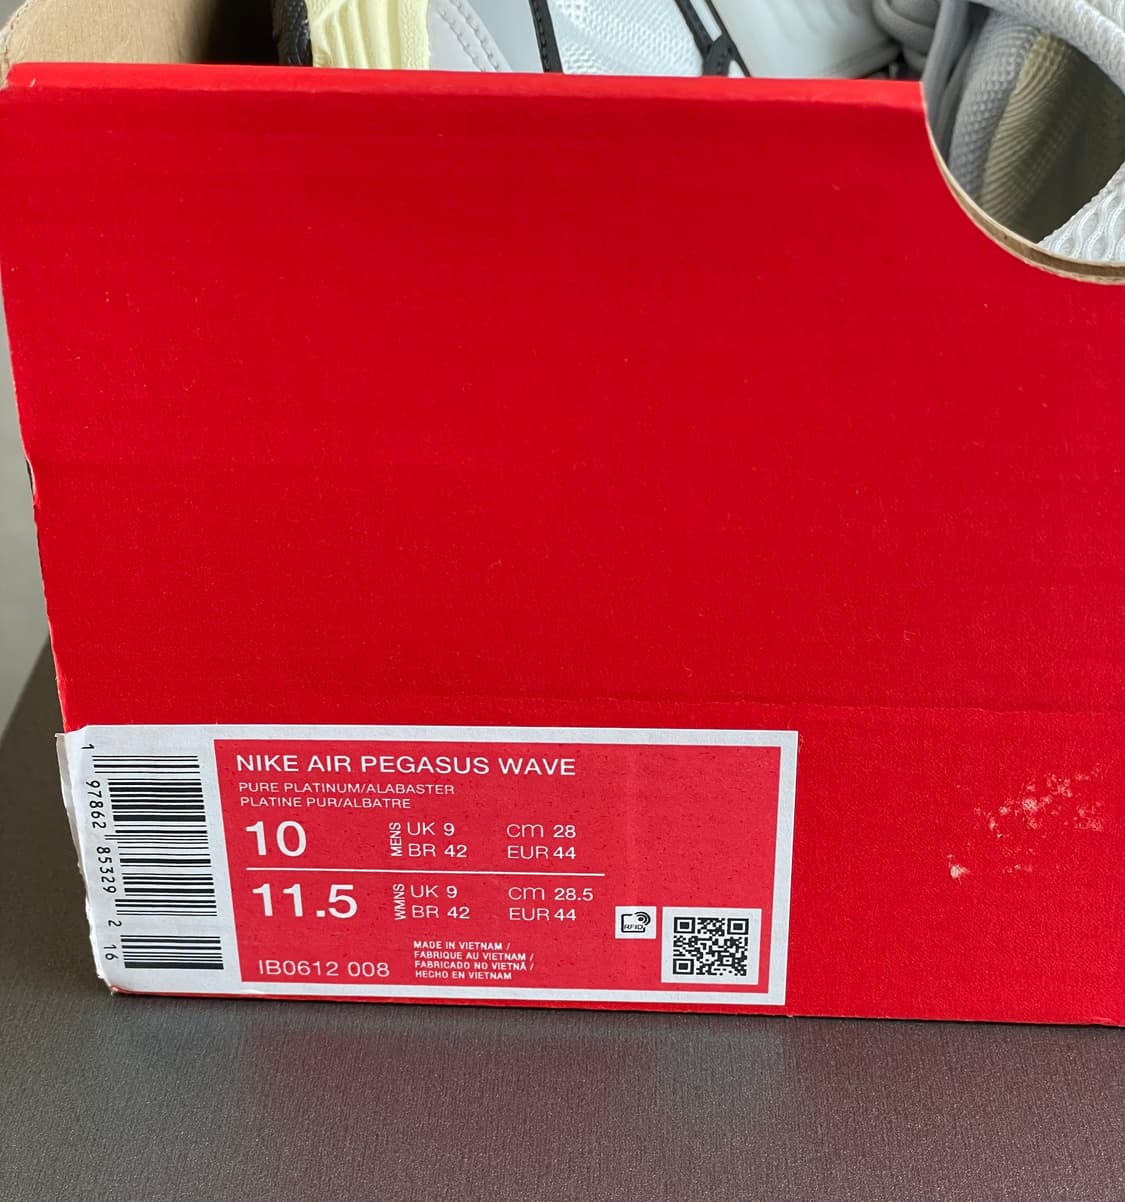 NIKE AIR PEGASUS WAVE
PURE PLATINUM/ALABASTER
PLATINE PUR/ALBATRE
10 MENS UK 9 cm 28
BR 42 EUR 44
11.5 WMNS UK 9 cm 28.5
BR 42 EUR 44
RFID
MADE IN VIETNAM /
FABRIQUE AU VIETNAM /
FABRICADO NO VIETNÃ /
HECHO EN VIETNAM
IB0612 008
1 97862 85329 2 16